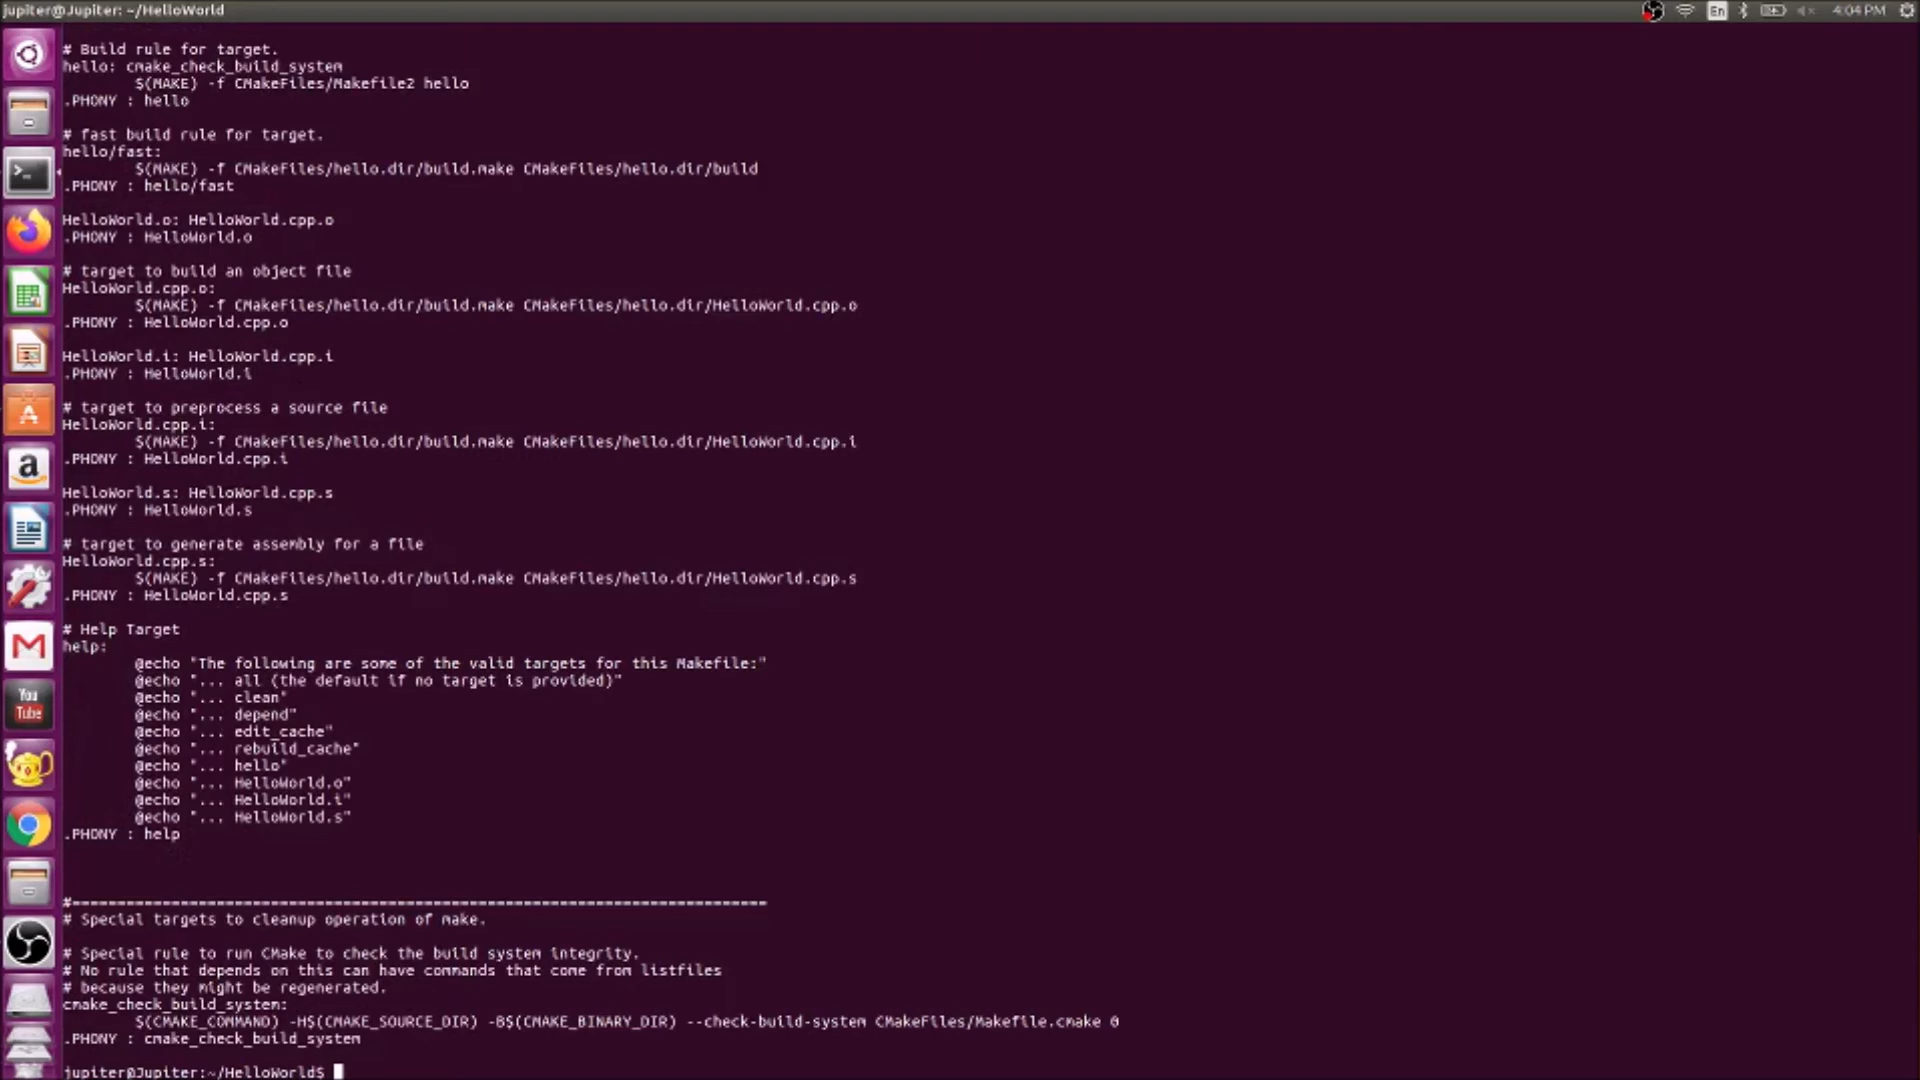 jupiter@Jupiter: ~/HelloWorld
En
4:04 PM
# Build rule for target.
hello: cmake_check_build_system
$(MAKE) -f CMakeFiles/Makefile2 hello
.PHONY : hello
# fast build rule for target.
hello/fast:
$(MAKE) -f CMakeFiles/hello.dir/build.make CMakeFiles/hello.dir/build
.PHONY : hello/fast
HelloWorld.o: HelloWorld.cpp.o
.PHONY : HelloWorld.o
# target to build an object file
HelloWorld.cpp.o:
$(MAKE) -f CMakeFiles/hello.dir/build.make CMakeFiles/hello.dir/HelloWorld.cpp.o
.PHONY : HelloWorld.cpp.o
HelloWorld.i: HelloWorld.cpp.i
.PHONY : HelloWorld.i
# target to preprocess a source file
HelloWorld.cpp.i:
$(MAKE) -f CMakeFiles/hello.dir/build.make CMakeFiles/hello.dir/HelloWorld.cpp.i
.PHONY : HelloWorld.cpp.i
HelloWorld.s: HelloWorld.cpp.s
.PHONY : HelloWorld.s
# target to generate assembly for a file
HelloWorld.cpp.s:
$(MAKE) -f CMakeFiles/hello.dir/build.make CMakeFiles/hello.dir/HelloWorld.cpp.s
.PHONY : HelloWorld.cpp.s
# Help Target
help:
@echo "The following are some of the valid targets for this Makefile:"
@echo "... all (the default if no target is provided)"
@echo "... clean"
@echo "... depend"
@echo "... edit_cache"
@echo "... rebuild_cache"
@echo "... hello"
@echo "... HelloWorld.o"
@echo "... HelloWorld.i"
@echo "... HelloWorld.s"
.PHONY : help
#=============================================================================
# Special targets to cleanup operation of make.
# Special rule to run CMake to check the build system integrity.
# No rule that depends on this can have commands that come from listfiles
# because they might be regenerated.
cmake_check_build_system:
$(CMAKE_COMMAND) -H$(CMAKE_SOURCE_DIR) -B$(CMAKE_BINARY_DIR) --check-build-system CMakeFiles/Makefile.cmake 0
.PHONY : cmake_check_build_system
jupiter@Jupiter:~/HelloWorld$
A
a
M
You
Tube